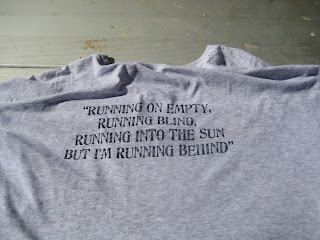 “RUNNING ON EMPTY,
RUNNING BLIND,
RUNNING INTO THE SUN
BUT I'M RUNNING BEHIND”